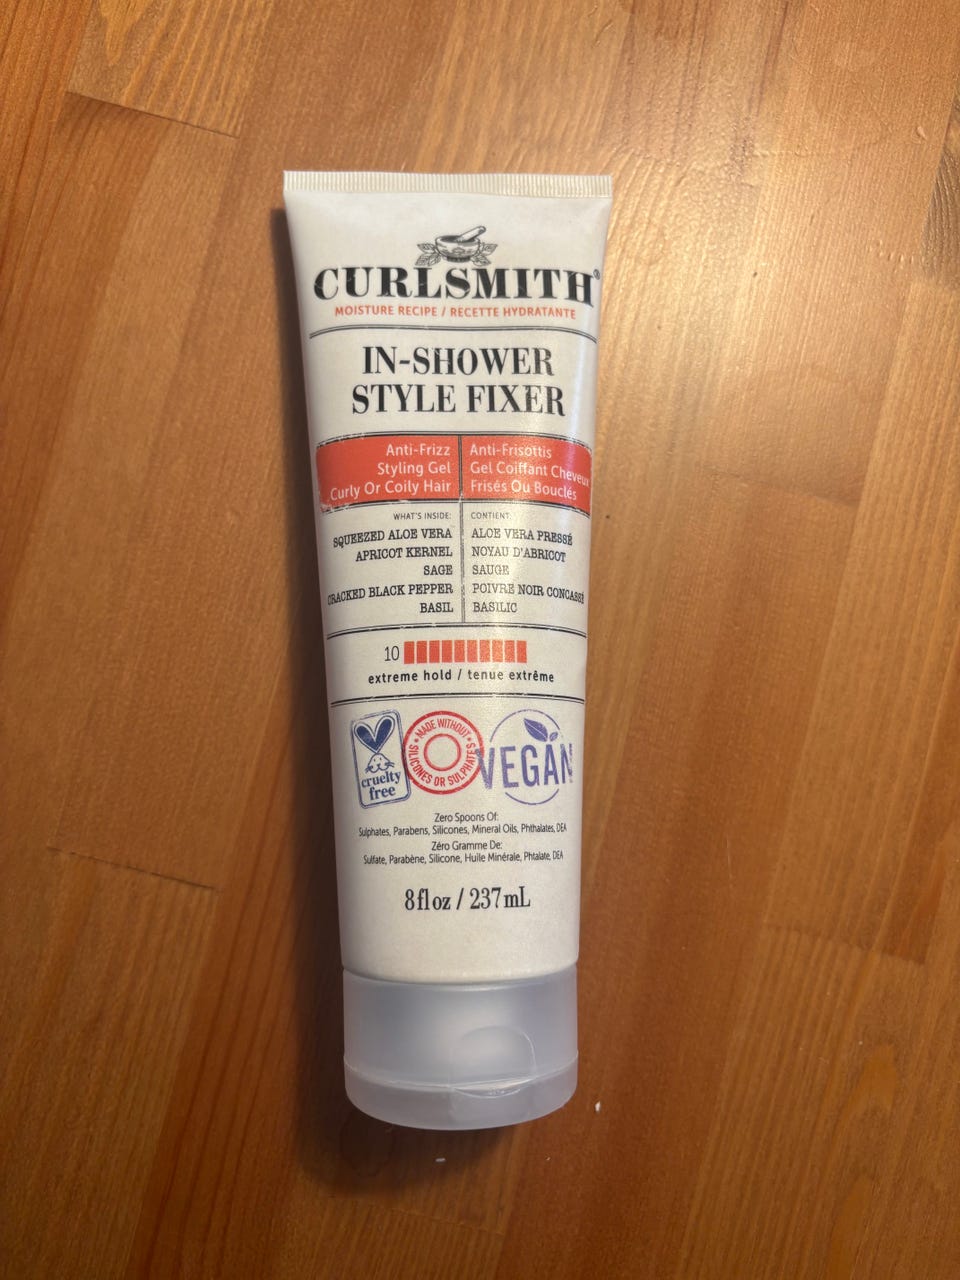 CURLSMITH®
MOISTURE RECIPE / RECETTE HYDRATANTE
IN-SHOWER
STYLE FIXER
Anti-Frizz
Styling Gel
Curly Or Coily Hair
Anti-Frisottis
Gel Coiffant Cheveux
Frisés Ou Bouclés
WHAT'S INSIDE:
SQUEEZED ALOE VERA
APRICOT KERNEL
SAGE
CRACKED BLACK PEPPER
BASIL
CONTIENT:
ALOE VERA PRESSÉ
NOYAU D'ABRICOT
SAUGE
POIVRE NOIR CONCASSÉ
BASILIC
10
extreme hold / tenue extrême
cruelty
free
MADE WITHOUT
SILICONES OR SULPHATES
VEGAN
Zero Spoons Of:
Sulphates, Parabens, Silicones, Mineral Oils, Phthalates, DEA
Zéro Gramme De:
Sulfate, Parabène, Silicone, Huile Minérale, Phtalate, DEA
8 fl oz / 237 mL